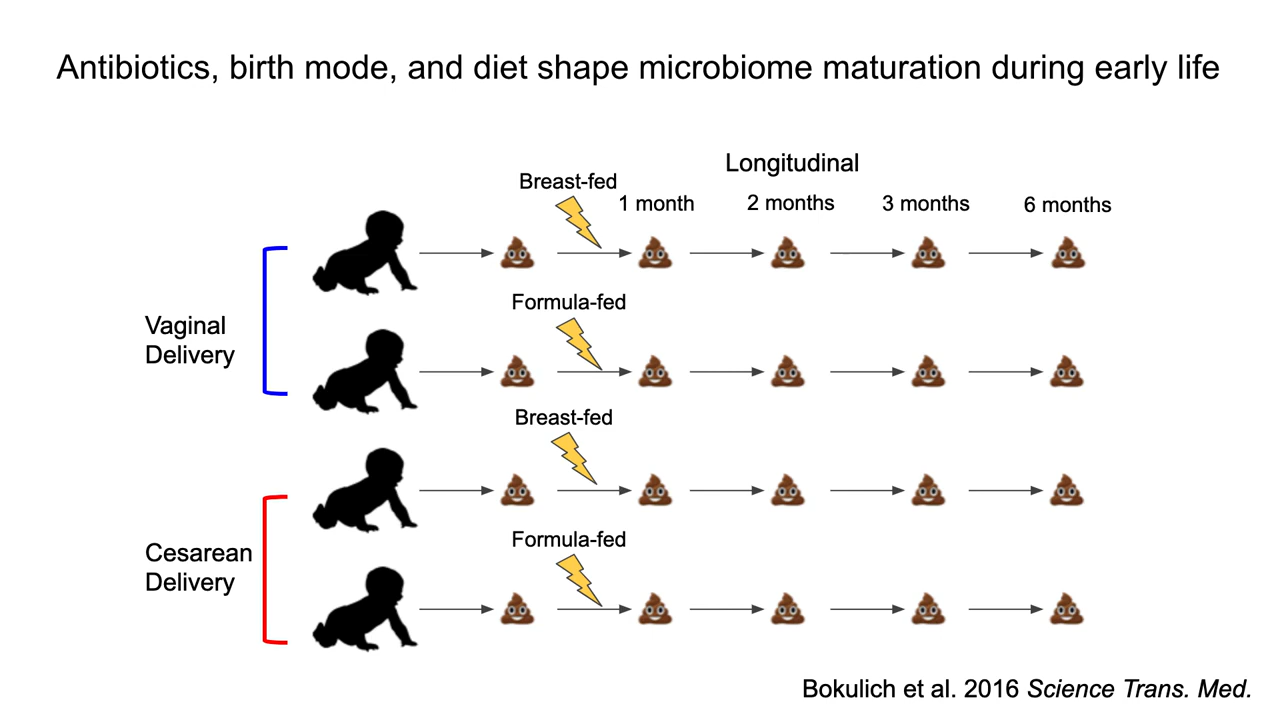 Antibiotics, birth mode, and diet shape microbiome maturation during early life
Longitudinal
Breast-fed
1 month
2 months
3 months
6 months
Formula-fed
Vaginal
Delivery
Breast-fed
Formula-fed
Cesarean
Delivery
Bokulich et al. 2016 Science Trans. Med.